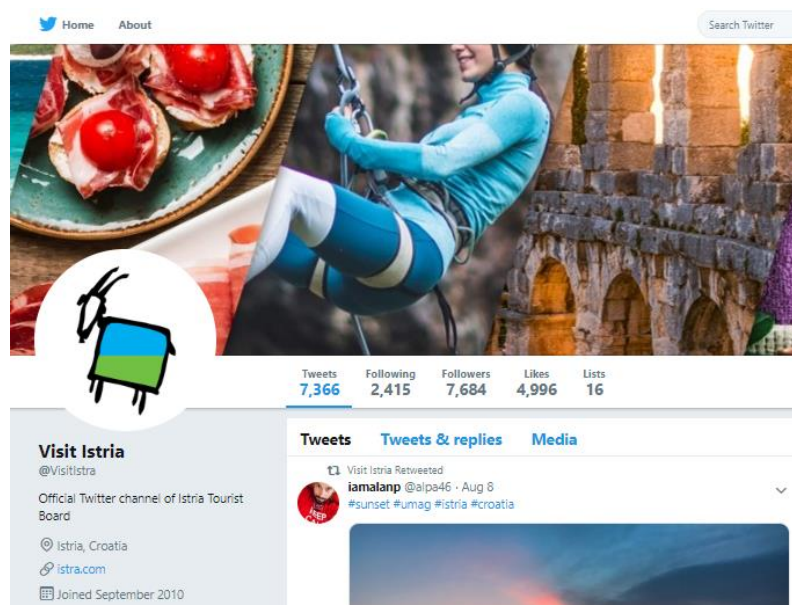 Home About Search Twitter
Tweets Following Followers Likes Lists
7,366 2,415 7,684 4,996 16
Visit Istria
@VisitIstra
Official Twitter channel of Istria Tourist
Board
Istria, Croatia
istra.com
Joined September 2010
Tweets Tweets & replies Media
Visit Istria Retweeted
iamalanp @alpa46 · Aug 8
#sunset #umag #istria #croatia
KEEP